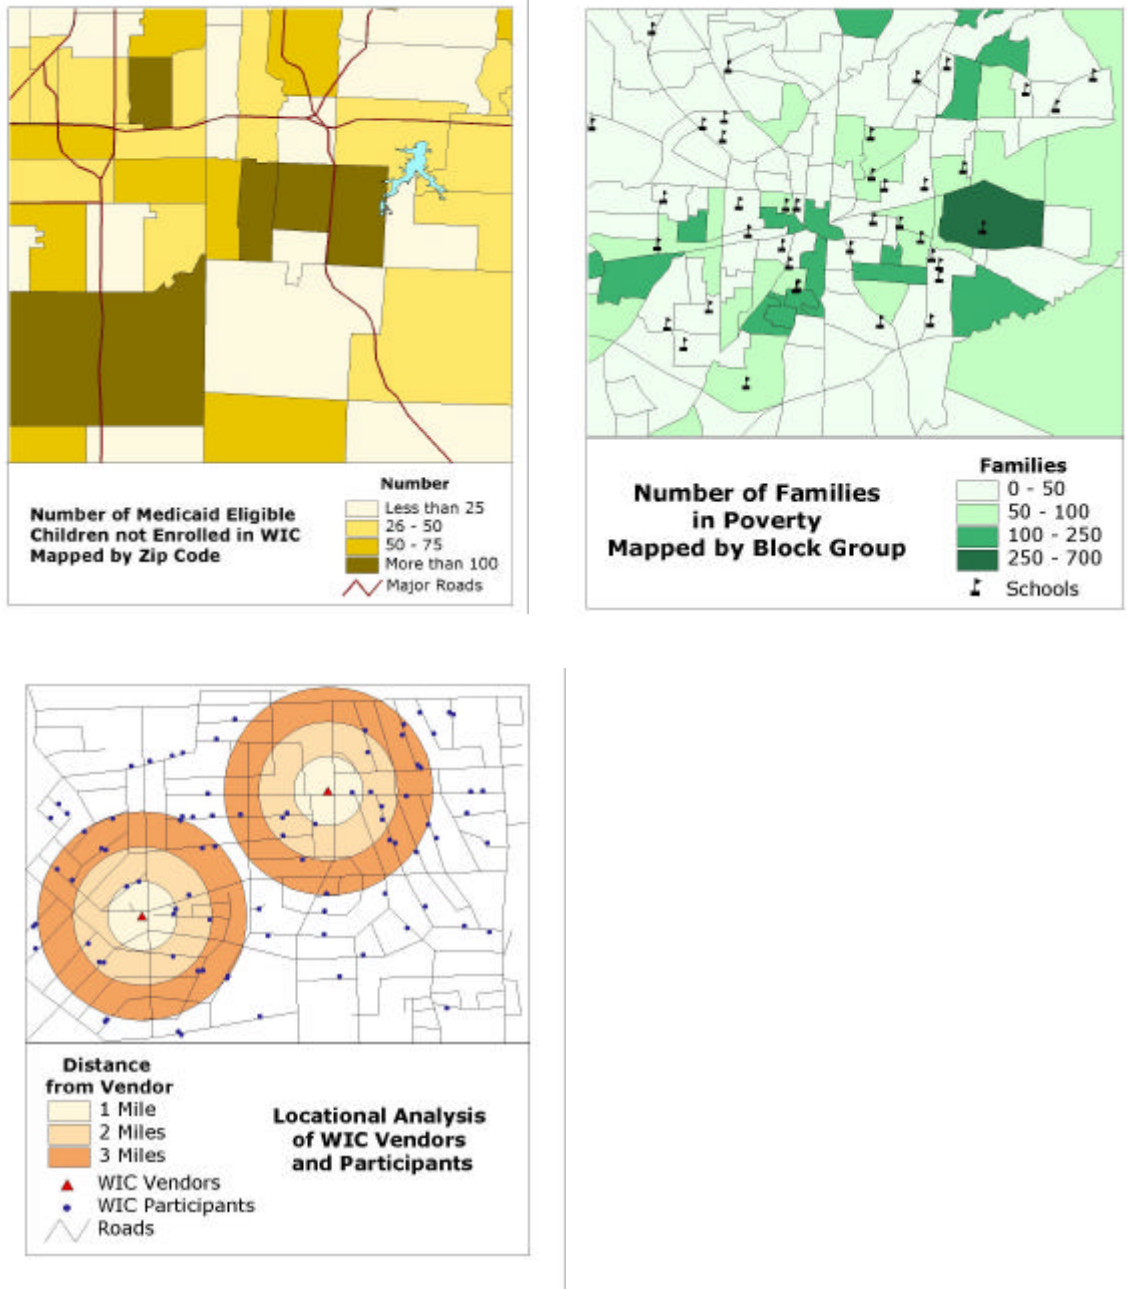 Number of Medicaid Eligible
Children not Enrolled in WIC
Mapped by Zip Code
Number
Less than 25
26 - 50
50 - 75
More than 100
Major Roads
Number of Families
in Poverty
Mapped by Block Group
Families
0 - 50
50 - 100
100 - 250
250 - 700
Schools
Distance
from Vendor
1 Mile
2 Miles
3 Miles
WIC Vendors
WIC Participants
Roads
Locational Analysis
of WIC Vendors
and Participants